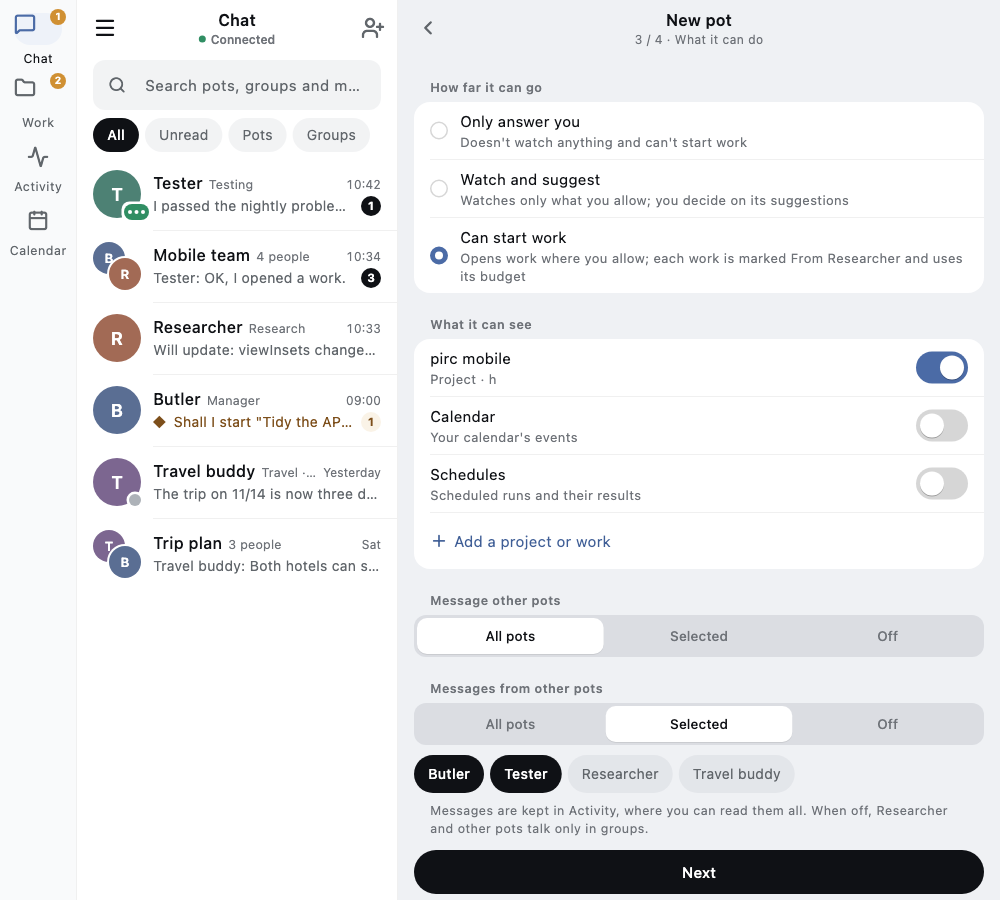 1
Chat
2
Work
Activity
Calendar
Chat
Connected
Search pots, groups and m...
All
Unread
Pots
Groups
T
Tester Testing 10:42
I passed the nightly proble... 1
B
R
Mobile team 4 people 10:34
Tester: OK, I opened a work. 3
R
Researcher Research 10:33
Will update: viewInsets change...
B
Butler Manager 09:00
Shall I start "Tidy the AP... 1
T
Travel buddy Travel ·... Yesterday
The trip on 11/14 is now three d...
T
B
Trip plan 3 people Sat
Travel buddy: Both hotels can s...
New pot
3 / 4 · What it can do
How far it can go
Only answer you
Doesn't watch anything and can't start work
Watch and suggest
Watches only what you allow; you decide on its suggestions
Can start work
Opens work where you allow; each work is marked From Researcher and uses
its budget
What it can see
pirc mobile
Project · h
Calendar
Your calendar's events
Schedules
Scheduled runs and their results
+ Add a project or work
Message other pots
All pots
Selected
Off
Messages from other pots
All pots
Selected
Off
Butler
Tester
Researcher
Travel buddy
Messages are kept in Activity, where you can read them all. When off, Researcher
and other pots talk only in groups.
Next